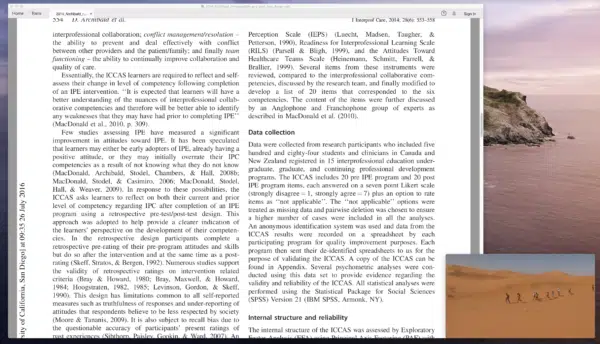 Home Tools 2014 Archibald J... × Sign In
554 D. Archibald et al.
J Interprof Care, 2014; 28(6): 553–558
interprofessional collaboration; conflict management/resolution –
the ability to prevent and deal effectively with conflict
between other providers and the patient/family; and finally team
functioning – the ability to continually improve collaboration and
quality of care.
Essentially, the ICCAS learners are required to reflect and self-
assess their change in level of competency following completion
of an IPE intervention. ‘‘It is expected that learners will have a
better understanding of the nuances of interprofessional collab-
orative competencies and therefore will be better able to identify
any weaknesses that they may have had prior to completing IPE’’
(MacDonald et al., 2010. p. 309).
Few studies assessing IPE have measured a significant
improvement in attitudes toward IPE. It has been speculated
that learners may either be early adopters of IPE, already having a
positive attitude, or they may initially overrate their IPC
competencies as a result of not knowing what they do not know
(MacDonald, Archibald, Stodel, Chambers, & Hall, 2008b;
MacDonald, Stodel, & Casimiro, 2006; MacDonald, Stodel,
Hall, & Weaver, 2009). In response to these possibilities, the
ICCAS asks learners to reflect on both their current and prior
level of competency regarding IPC after completion of an IPE
program using a retrospective pre-test/post-test design. This
approach was adopted to help provide a clearer indication of
the learners’ perspective on the development of their competen-
cies. In the retrospective design participants complete a
retrospective pre-rating of their pre-program attitudes and skills
but do so after the intervention and at the same time as a post-
rating (Skeff, Stratos, & Bergen, 1992). Numerous studies support
the validity of retrospective ratings on intervention related
criteria (Bray & Howard, 1980; Bray, Maxwell, & Howard,
1984; Hoogstraten, 1982, 1985; Levinson, Gordon, & Skeff,
1990). This design has limitations common to all self-reported
measures such as truthfulness of responses and under-reporting of
attitudes that respondents believe to be less respected by society
(Moore & Tananis, 2009). It is also subject to recall bias due to
the questionable accuracy of participants’ present ratings of
past experiences (Sibthorn, Paisley, Gookin, & Ward, 2007). An
Perception Scale (IEPS) (Luecht, Madsen, Taugher, &
Petterson, 1990), Readiness for Interprofessional Learning Scale
(RILS) (Parsell & Bligh, 1999), and the Attitudes Toward
Healthcare Teams Scale (Heinemann, Schmitt, Farrell, &
Brallier, 1999). Several items from these instruments were
reviewed, compared to the interprofessional collaborative com-
petencies, discussed by the research team, and finally modified to
develop a list of 20 items that corresponded to the six
competencies. The content of the items were further discussed
by an Anglophone and Francophone group of experts as
described in MacDonald et al. (2010).
Data collection
Data were collected from research participants who included five
hundred and eighty-four students and clinicians in Canada and
New Zealand registered in 15 interprofessional education under-
graduate, graduate, and continuing professional development
programs. The ICCAS includes 20 pre IPE program and 20 post
IPE program items, each answered on a seven point Likert scale
(strongly disagree = 1, strongly agree = 7) plus an option to rate
items as ‘‘not applicable’’. The ‘‘not applicable’’ options were
treated as missing data and pairwise deletion was chosen to ensure
a higher number of cases were included in all the analyses.
An anonymous identification system was used and data from the
ICCAS results were recorded on a spreadsheet by each
participating program for quality improvement purposes. Each
program then sent their de-identified spreadsheets to us for the
purpose of validating the ICCAS. A copy of the ICCAS can be
found in Appendix. Several psychometric analyses were con-
ducted using this data set to provide evidence regarding the
validity and reliability of the ICCAS. All statistical analyses were
performed using the Statistical Package for Social Sciences
(SPSS) Version 21 (IBM SPSS, Armonk, NY).
Internal structure and reliability
The internal structure of the ICCAS was assessed by Exploratory
sity of California, San Diego] at 09:35 26 July 2016